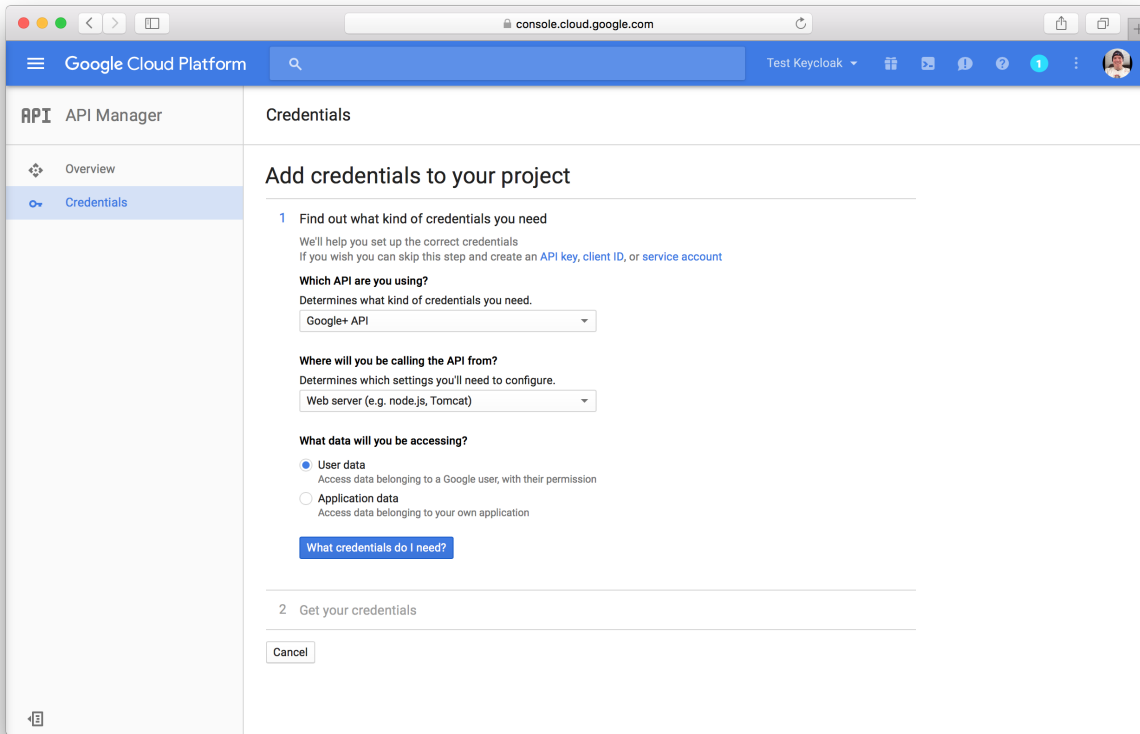 console.cloud.google.com
Google Cloud Platform
Test Keycloak
1
API
API Manager
Credentials
Overview
Credentials
Add credentials to your project
1 Find out what kind of credentials you need
We'll help you set up the correct credentials
If you wish you can skip this step and create an API key, client ID, or service account
Which API are you using?
Determines what kind of credentials you need.
Google+ API
Where will you be calling the API from?
Determines which settings you'll need to configure.
Web server (e.g. node.js, Tomcat)
What data will you be accessing?
User data
Access data belonging to a Google user, with their permission
Application data
Access data belonging to your own application
What credentials do I need?
2 Get your credentials
Cancel